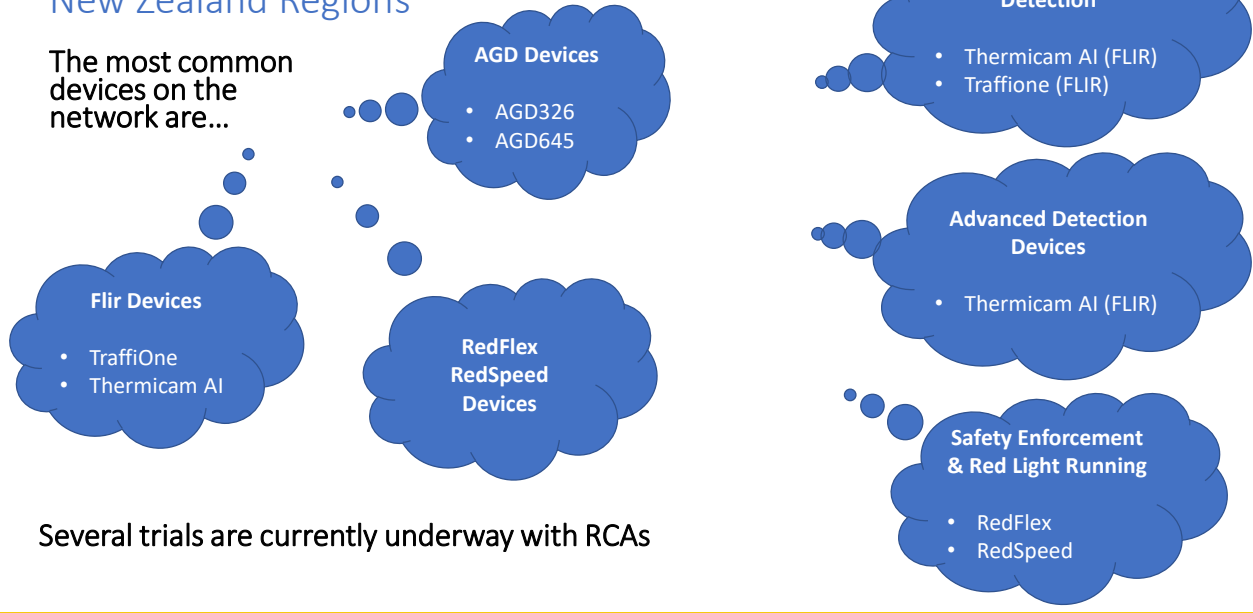 New Zealand Regions
The most common
devices on the
network are...
AGD Devices
• AGD326
• AGD645
Flir Devices
• TraffiOne
• Thermicam AI
RedFlex
RedSpeed
Devices
Several trials are currently underway with RCAs
Detection
• Thermicam AI (FLIR)
• Traffione (FLIR)
Advanced Detection
Devices
• Thermicam AI (FLIR)
Safety Enforcement
& Red Light Running
• RedFlex
• RedSpeed